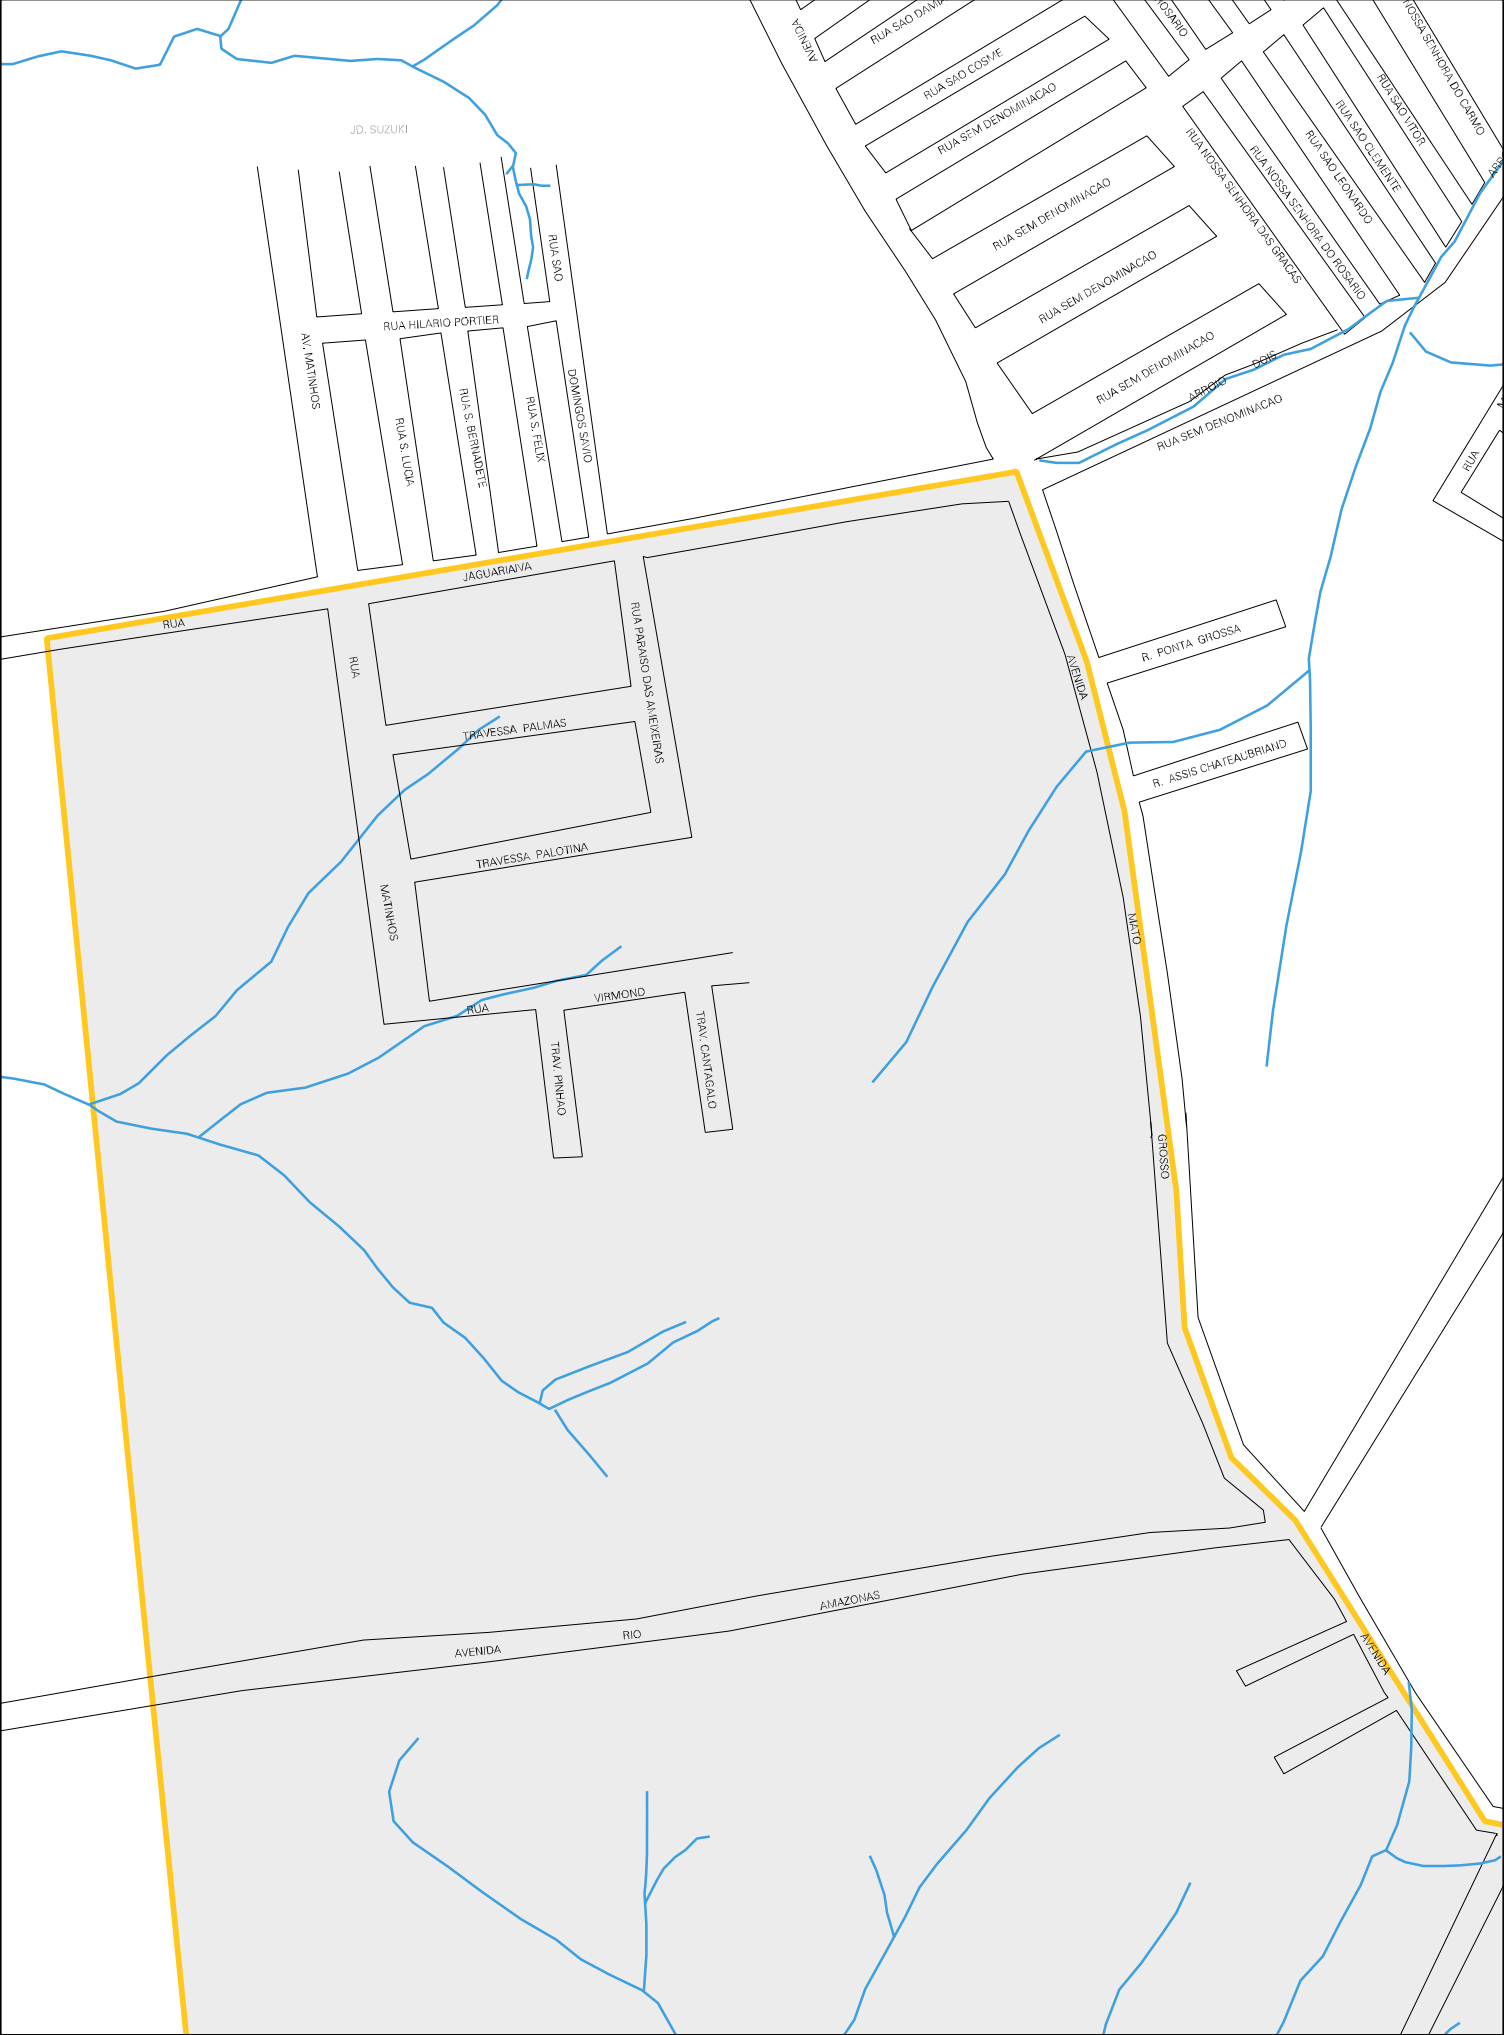 AVENIDA
RUA SAO
RUA SAO COSME
RUA SEM DENOMINACAO
RUA SEM DENOMINACAO
RUA SEM DENOMINACAO
RUA SEM DENOMINACAO
NOSSA SENHORA DO CARMO
RUA SAO VITOR
RUA SAO CLEMENTE
RUA SAO LEONARDO
RUA NOSSA SENHORA DO ROSARIO
RUA NOSSA SENHORA DAS GRACAS
JD. SUZUKI
RUA SAO
DOMINGOS SAVIO
RUA HILARIO PORTIER
AV. MATINHOS
RUA S. LUCIA
RUA S. BERNADETE
RUA S. FELIX
ARROIO DOIS
RUA SEM DENOMINACAO
RUA
RUA JAGUARIAIVA
RUA MATINHOS
RUA PARAISO DAS AMEIXEIRAS
TRAVESSA PALMAS
TRAVESSA PALOTINA
RUA VIRMOND
TRAV. PINHAO
TRAV. CANTAGALO
R. PONTA GROSSA
R. ASSIS CHATEAUBRIAND
AVENIDA MATO GROSSO
AVENIDA RIO AMAZONAS
AVENIDA